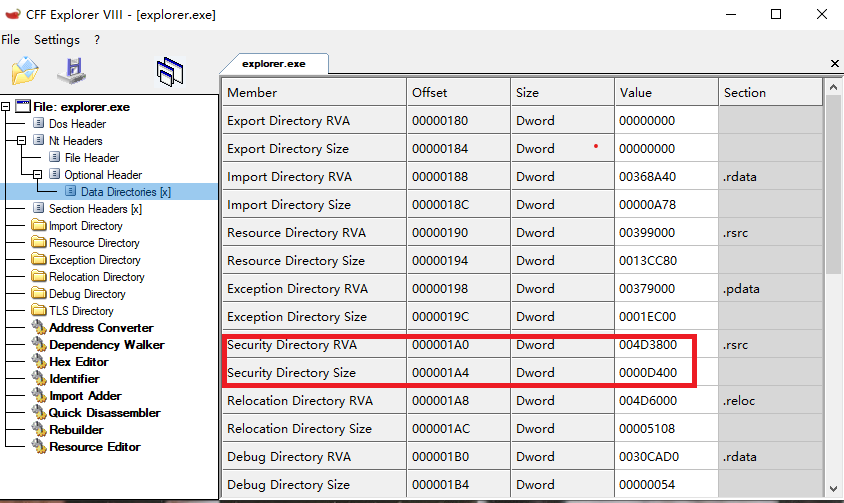 CFF Explorer VIII - [explorer.exe]
File Settings ?
explorer.exe
File: explorer.exe
Dos Header
Nt Headers
File Header
Optional Header
Data Directories [x]
Section Headers [x]
Import Directory
Resource Directory
Exception Directory
Relocation Directory
Debug Directory
TLS Directory
Address Converter
Dependency Walker
Hex Editor
Identifier
Import Adder
Quick Disassembler
Rebuilder
Resource Editor
Member Offset Size Value Section
Export Directory RVA 00000180 Dword 00000000
Export Directory Size 00000184 Dword 00000000
Import Directory RVA 00000188 Dword 00368A40 .rdata
Import Directory Size 0000018C Dword 00000A78
Resource Directory RVA 00000190 Dword 00399000 .rsrc
Resource Directory Size 00000194 Dword 0013CC80
Exception Directory RVA 00000198 Dword 00379000 .pdata
Exception Directory Size 0000019C Dword 0001EC00
Security Directory RVA 000001A0 Dword 004D3800 .rsrc
Security Directory Size 000001A4 Dword 0000D400
Relocation Directory RVA 000001A8 Dword 004D6000 .reloc
Relocation Directory Size 000001AC Dword 00005108
Debug Directory RVA 000001B0 Dword 0030CAD0 .rdata
Debug Directory Size 000001B4 Dword 00000054